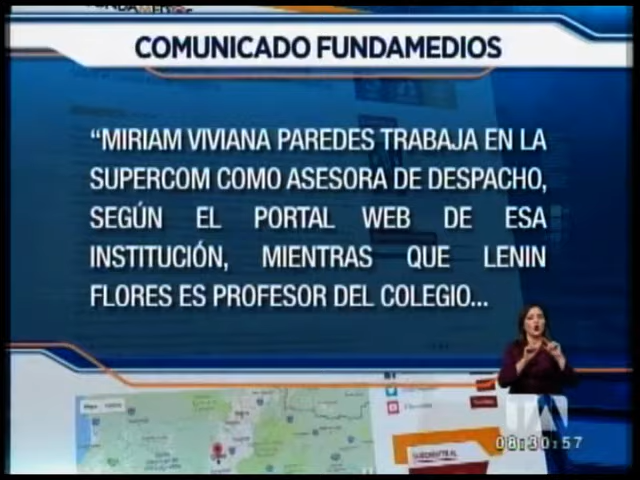 COMUNICADO FUNDAMEDIOS
“MIRIAM VIVIANA PAREDES TRABAJA EN LA
SUPERCOM COMO ASESORA DE DESPACHO,
SEGÚN EL PORTAL WEB DE ESA
INSTITUCIÓN, MIENTRAS QUE LENIN
FLORES ES PROFESOR DEL COLEGIO...
08:30:57